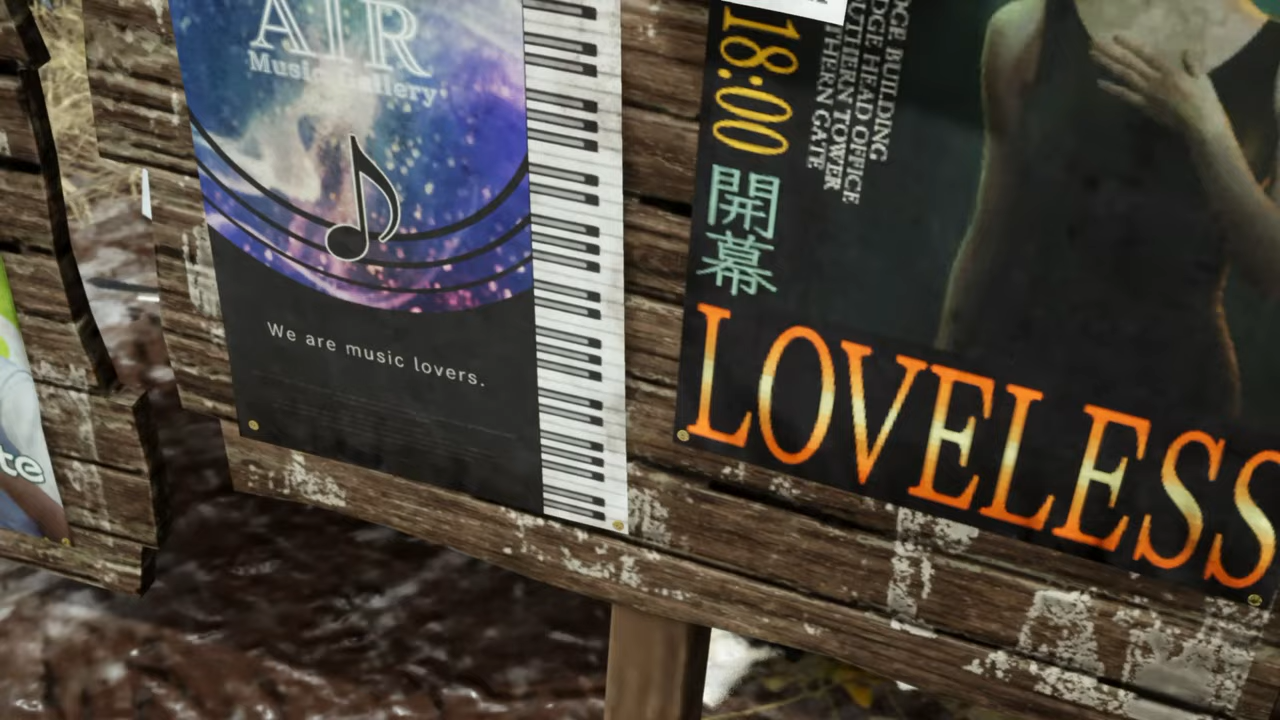 AIR
Music Gallery
We are music lovers.
te
18:00
開幕
DGE BUILDING
DGE HEAD OFFICE
UTTERN TOWER
THERN GATE
LOVELESS